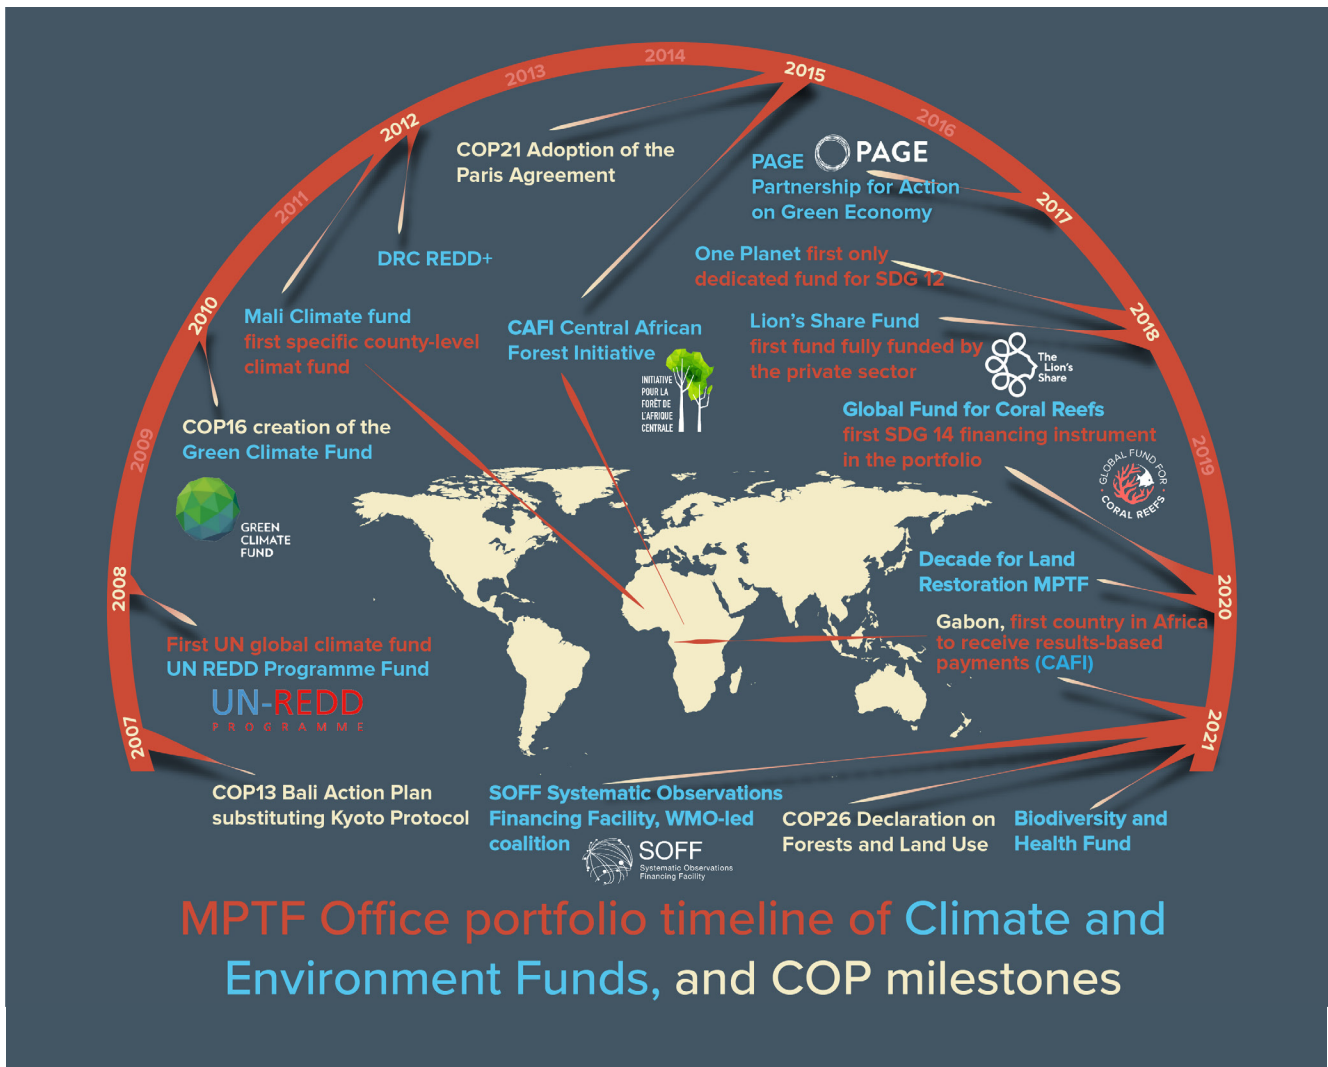 2014
2013
2015
2012
2016
2011
2017
2010
2018
2009
2019
2008
2020
2007
2021
COP21 Adoption of the
Paris Agreement
PAGE
PAGE
Partnership for Action
on Green Economy
DRC REDD+
One Planet first only
dedicated fund for SDG 12
Mali Climate fund
first specific county-level
climat fund
CAFI Central African
Forest Initiative
INITIATIVE
POUR LA
FORÊT DE
L'AFRIQUE
CENTRALE
Lion's Share Fund
first fund fully funded by
the private sector
The
Lion's
Share
COP16 creation of the
Green Climate Fund
GREEN
CLIMATE
FUND
Global Fund for Coral Reefs
first SDG 14 financing instrument
in the portfolio
GLOBAL FUND FOR
CORAL REEFS
Decade for Land
Restoration MPTF
Gabon, first country in Africa
to receive results-based
payments (CAFI)
First UN global climate fund
UN REDD Programme Fund
UN-REDD
PROGRAMME
COP13 Bali Action Plan
substituting Kyoto Protocol
SOFF Systematic Observations
Financing Facility, WMO-led
coalition
SOFF
Systematic Observations
Financing Facility
COP26 Declaration on
Forests and Land Use
Biodiversity and
Health Fund
MPTF Office portfolio timeline of Climate and
Environment Funds, and COP milestones